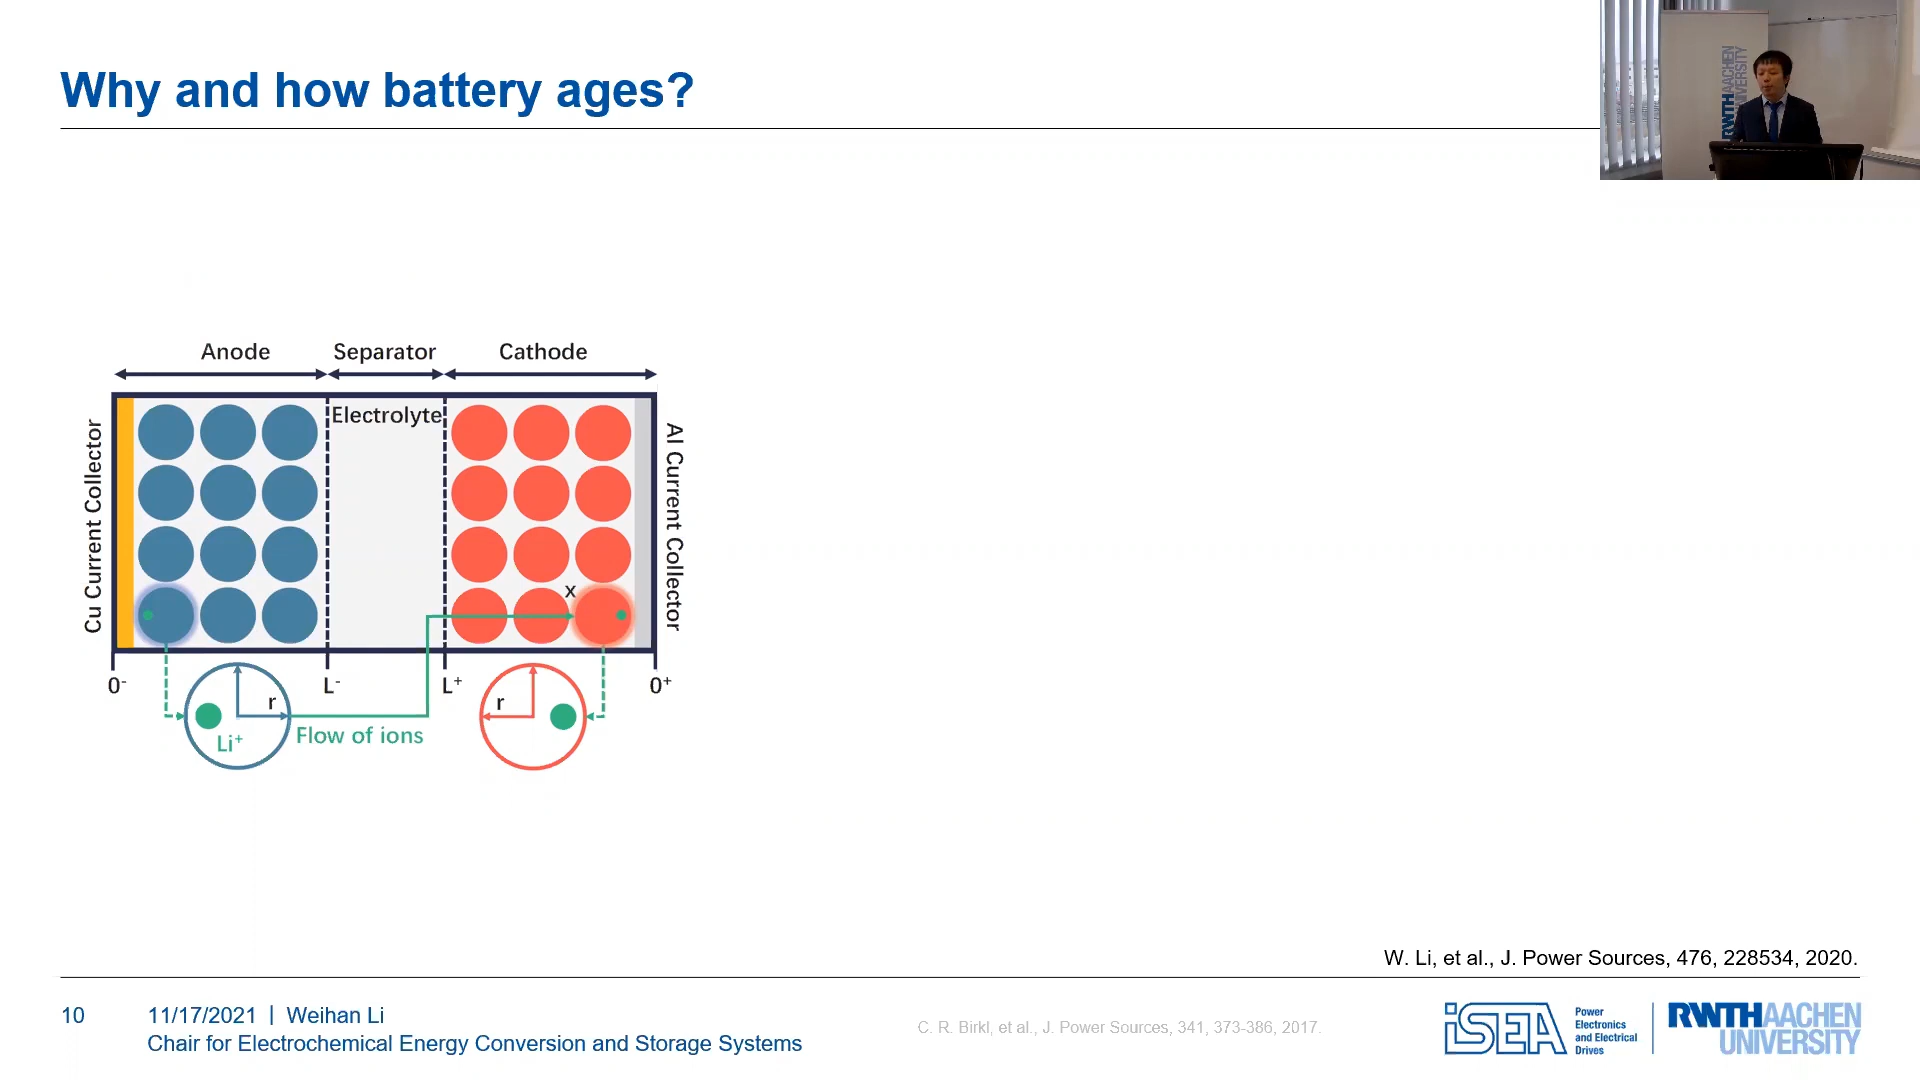 Why and how battery ages?
RWTHAACHEN
UNIVERSITY
Anode
Separator
Cathode
Cu Current Collector
Electrolyte
Al Current Collector
x
0-
L-
L+
0+
r
r
Li+
Flow of ions
W. Li, et al., J. Power Sources, 476, 228534, 2020.
10
11/17/2021 | Weihan Li
Chair for Electrochemical Energy Conversion and Storage Systems
C. R. Birkl, et al., J. Power Sources, 341, 373-386, 2017.
iSEA
Power
Electronics
and Electrical
Drives
RWTHAACHEN
UNIVERSITY